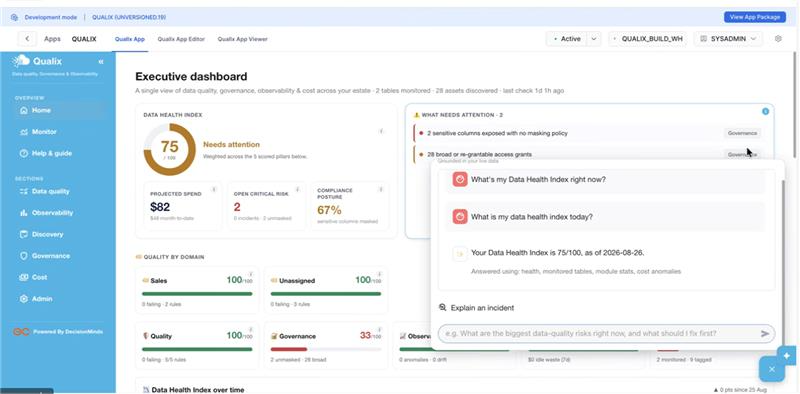 Development mode
QUALIX (UNVERSIONED.19)
View App Package
Apps
QUALIX
Qualix App
Qualix App Editor
Qualix App Viewer
Active
QUALIX_BUILD_WH
SYSADMIN
Qualix
Data quality, Governance & Observability
OVERVIEW
Home
Monitor
Help & guide
SECTIONS
Data quality
Observability
Discovery
Governance
Cost
Admin
Powered By DecisionMinds
Executive dashboard
A single view of data quality, governance, observability & cost across your estate · 2 tables monitored · 28 assets discovered · last check 1d 1h ago
DATA HEALTH INDEX
75
/ 100
Needs attention
Weighted across the 5 scored pillars below.
PROJECTED SPEND
$82
$48 month-to-date
OPEN CRITICAL RISK
2
0 incidents · 2 unmasked
COMPLIANCE
POSTURE
67%
sensitive columns masked
WHAT NEEDS ATTENTION · 2
2 sensitive columns exposed with no masking policy
Governance
28 broad or re-grantable access grants
Governance
Grounded in your live data
What's my Data Health Index right now?
What is my data health index today?
Your Data Health Index is 75/100, as of 2026-08-26.
Answered using: health, monitored tables, module stats, cost anomalies
Explain an incident
e.g. What are the biggest data-quality risks right now, and what should I fix first?
QUALITY BY DOMAIN
Sales
100/100
0 failing · 2 rules
Unassigned
100/100
0 failing · 3 rules
Quality
100/100
0 failing · 5/5 rules
Governance
33/100
2 unmasked · 28 broad
Observa
0 anomalies · 0 drift
$0 idle waste (7d)
2 monitored · 9 tagged
Data Health Index over time
▲ 0 pts since 25 Aug